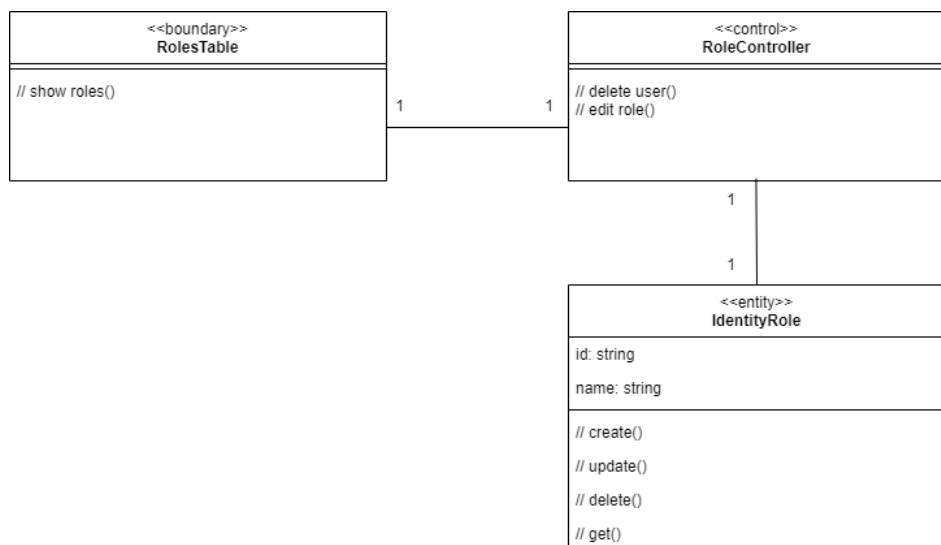 <<boundary>>
RolesTable
// show roles()
<<control>>
RoleController
// delete user()
// edit role()
1
1
1
1
<<entity>>
IdentityRole
id: string
name: string
// create()
// update()
// delete()
// get()